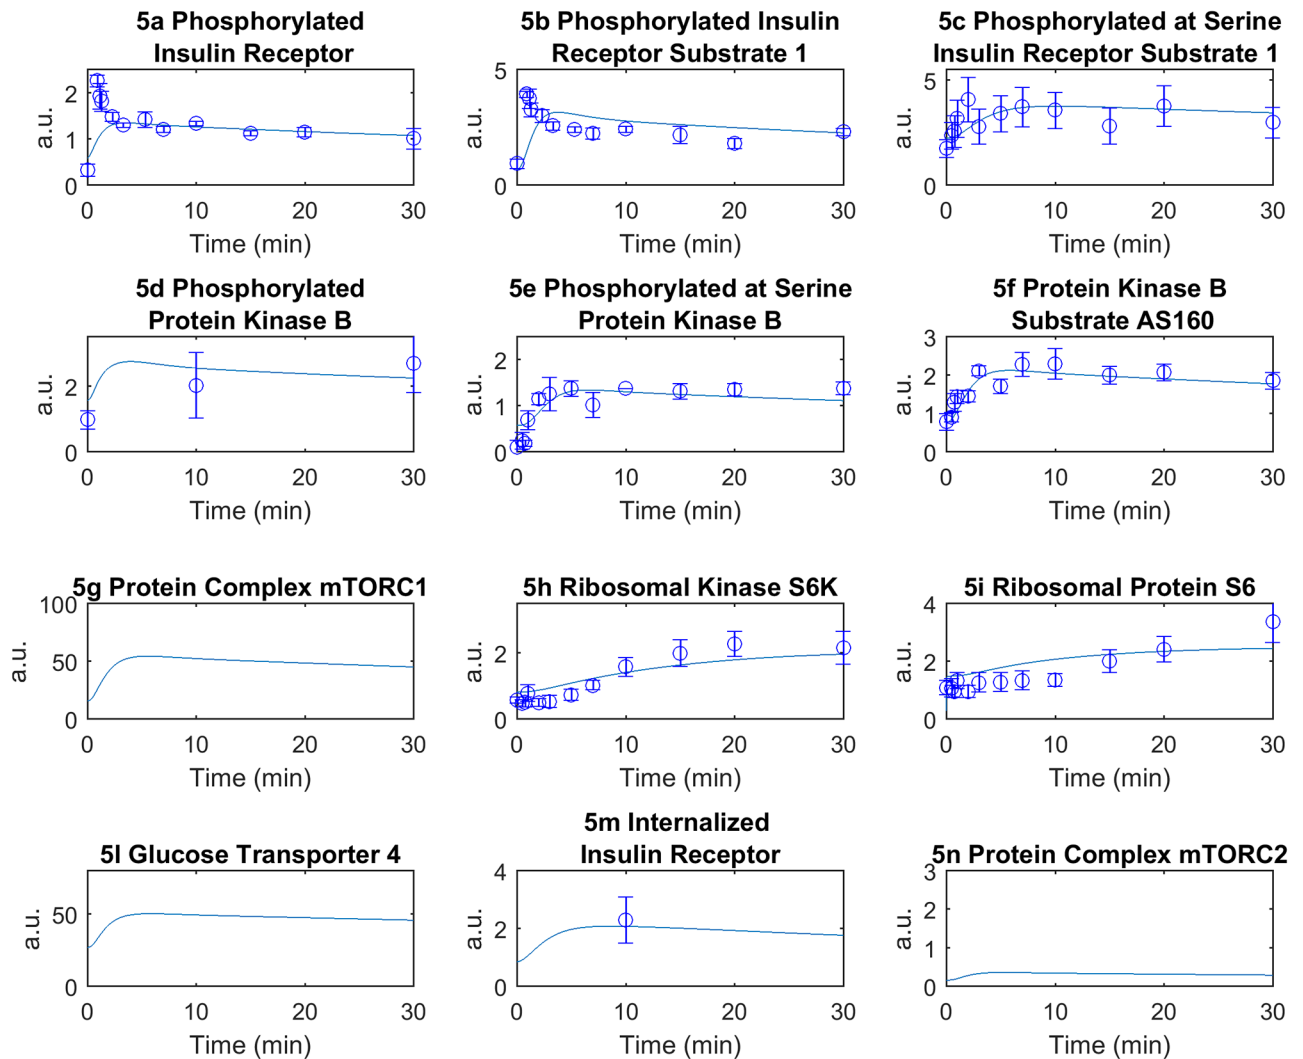 5a Phosphorylated
Insulin Receptor
a.u.
2
1
0
0 10 20 30
Time (min)
5b Phosphorylated Insulin
Receptor Substrate 1
a.u.
5
0
0 10 20 30
Time (min)
5c Phosphorylated at Serine
Insulin Receptor Substrate 1
a.u.
5
0
0 10 20 30
Time (min)
5d Phosphorylated
Protein Kinase B
a.u.
2
0
0 10 20 30
Time (min)
5e Phosphorylated at Serine
Protein Kinase B
a.u.
2
1
0
0 10 20 30
Time (min)
5f Protein Kinase B
Substrate AS160
a.u.
3
2
1
0
0 10 20 30
Time (min)
5g Protein Complex mTORC1
a.u.
100
50
0
0 10 20 30
Time (min)
5h Ribosomal Kinase S6K
a.u.
2
0
0 10 20 30
Time (min)
5i Ribosomal Protein S6
a.u.
4
2
0
0 10 20 30
Time (min)
5l Glucose Transporter 4
a.u.
50
0
0 10 20 30
Time (min)
5m Internalized
Insulin Receptor
a.u.
4
2
0
0 10 20 30
Time (min)
5n Protein Complex mTORC2
a.u.
3
2
1
0
0 10 20 30
Time (min)